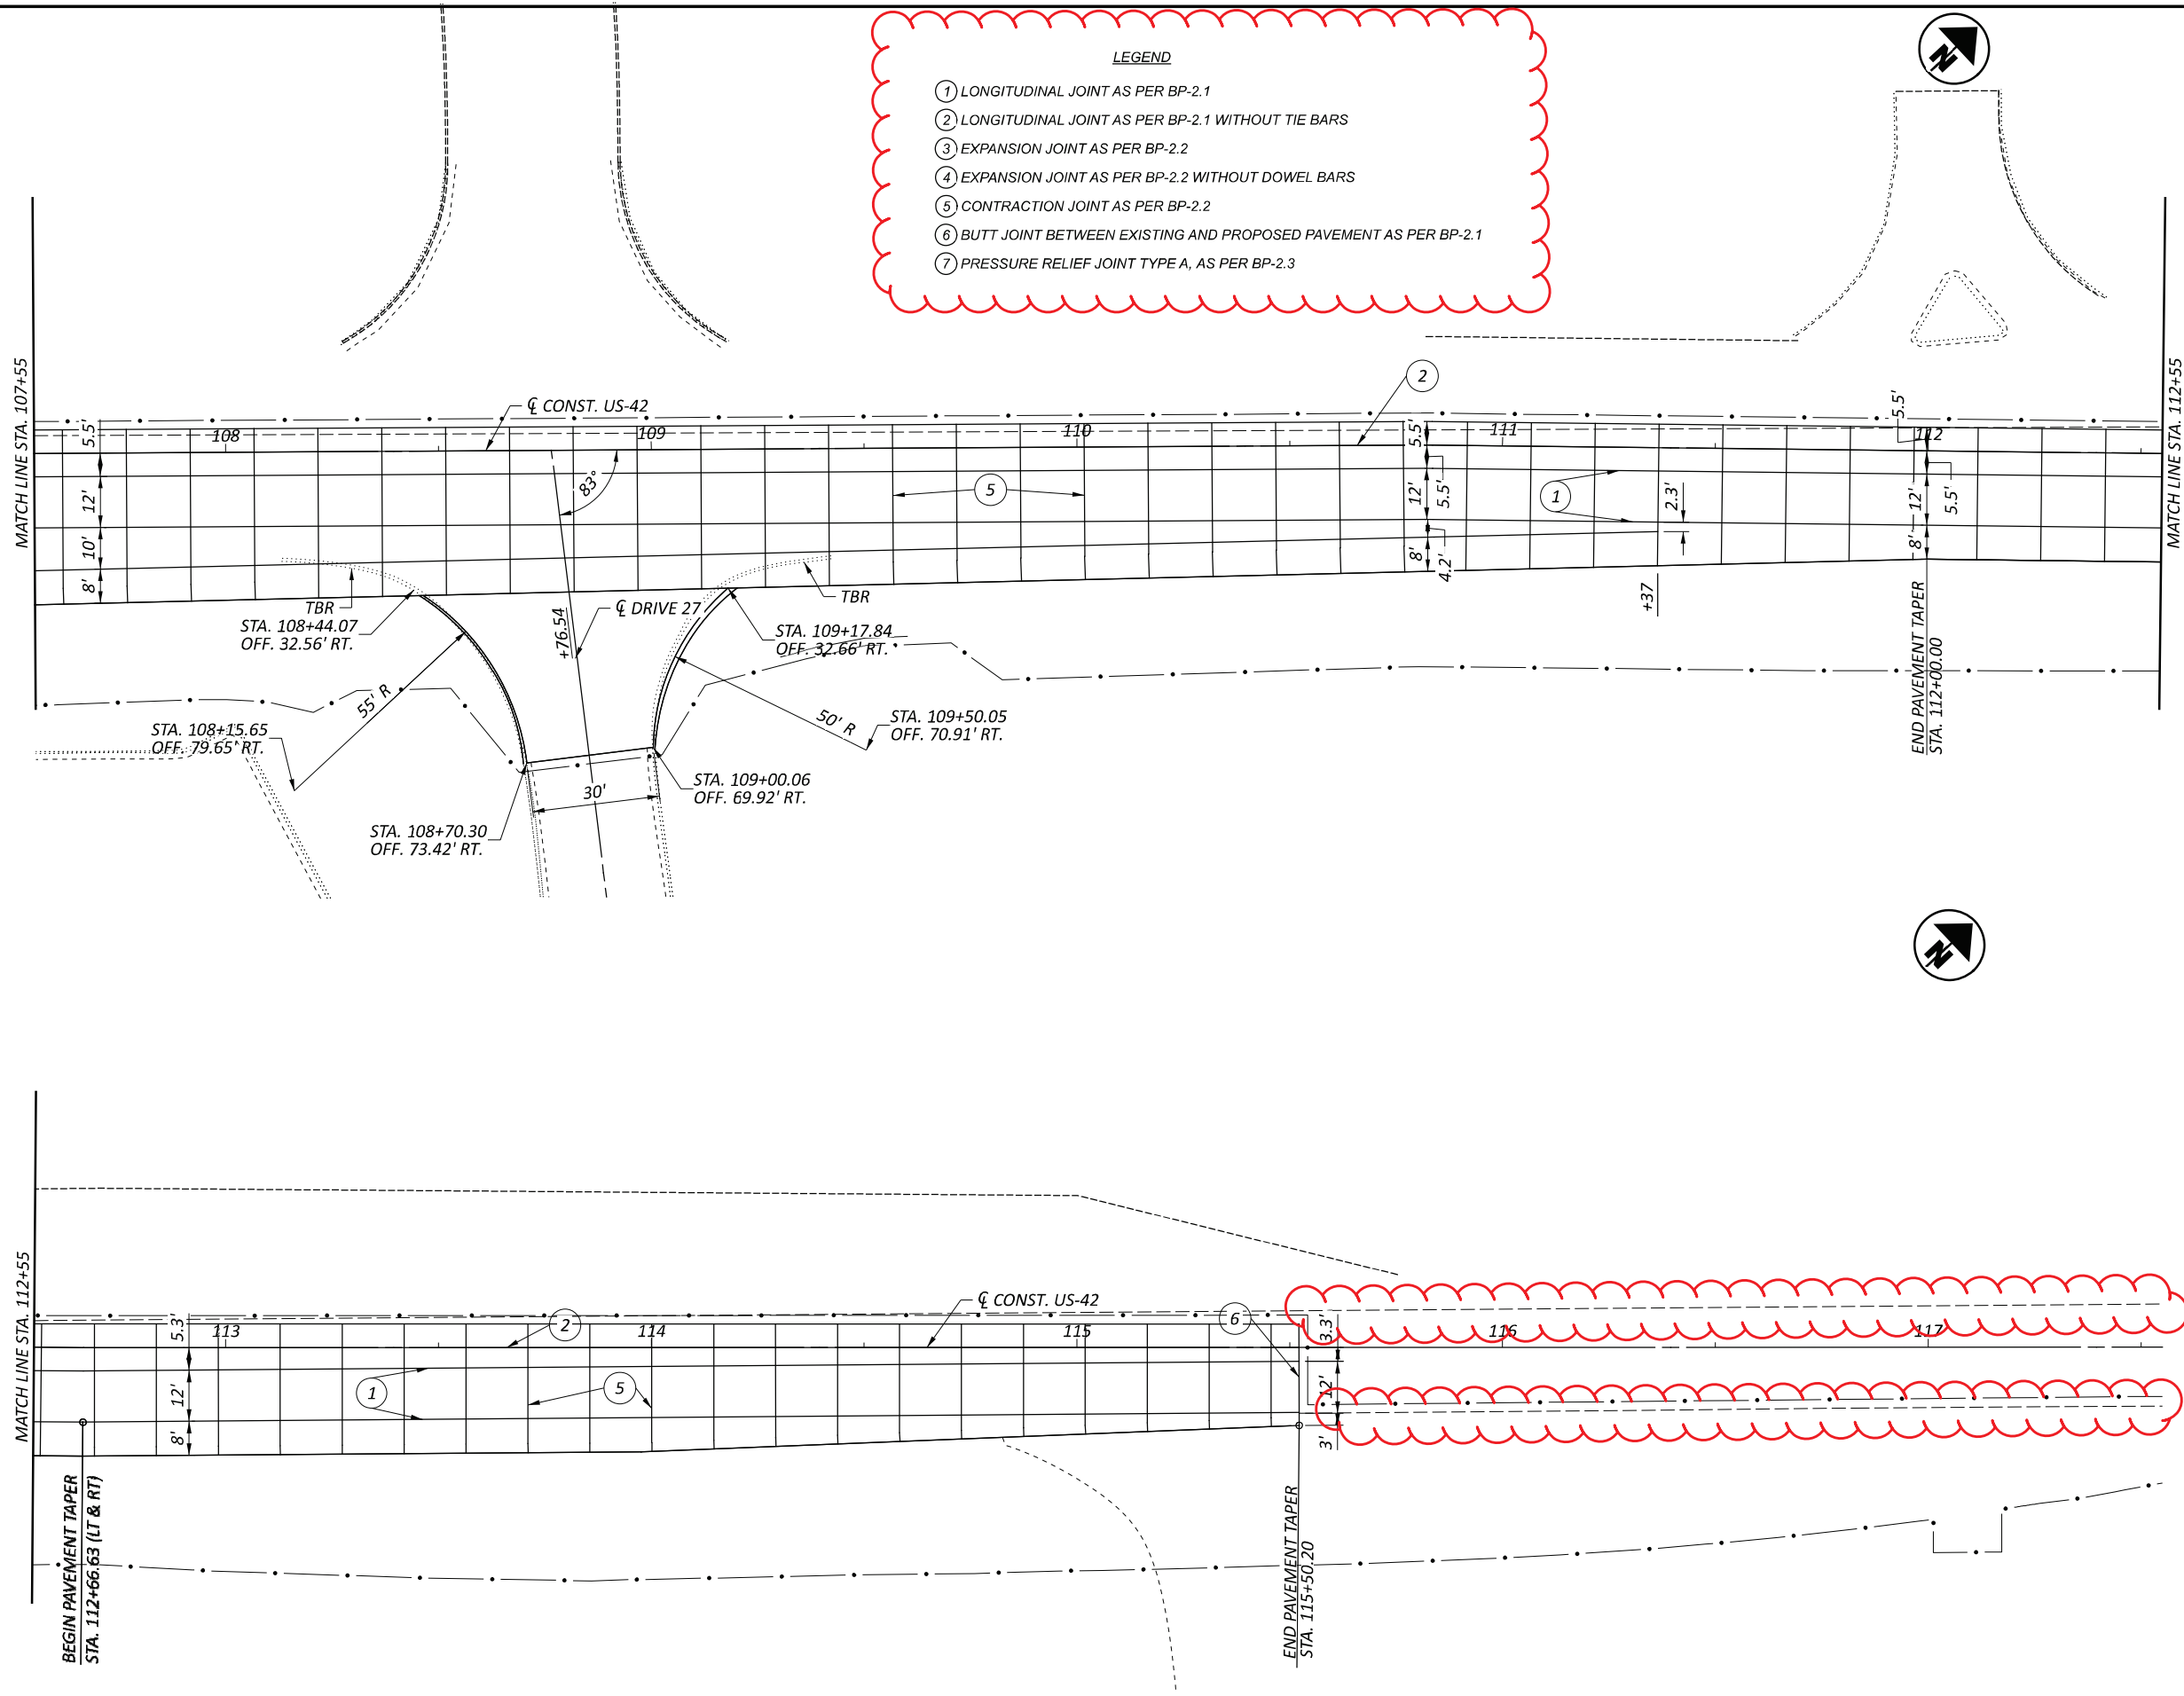 LEGEND
1 LONGITUDINAL JOINT AS PER BP-2.1
2 LONGITUDINAL JOINT AS PER BP-2.1 WITHOUT TIE BARS
3 EXPANSION JOINT AS PER BP-2.2
4 EXPANSION JOINT AS PER BP-2.2 WITHOUT DOWEL BARS
5 CONTRACTION JOINT AS PER BP-2.2
6 BUTT JOINT BETWEEN EXISTING AND PROPOSED PAVEMENT AS PER BP-2.1
7 PRESSURE RELIEF JOINT TYPE A, AS PER BP-2.3
N
MATCH LINE STA. 107+55
MATCH LINE STA. 112+55
℄ CONST. US-42
2
108
109
110
111
112
5.5'
12'
10'
8'
83°
5
5.5'
5.5'
12'
4.2'
8'
1
2.3'
5.5'
5.5'
12'
8'
TBR
STA. 108+44.07
OFF. 32.56' RT.
+76.54
℄ DRIVE 27
TBR
STA. 109+17.84
OFF. 32.66' RT.
+37
END PAVEMENT TAPER
STA. 112+00.00
55' R
STA. 108+15.65
OFF. 79.65' RT.
50' R
STA. 109+50.05
OFF. 70.91' RT.
STA. 109+00.06
OFF. 69.92' RT.
30'
STA. 108+70.30
OFF. 73.42' RT.
N
MATCH LINE STA. 112+55
℄ CONST. US-42
113
114
115
116
117
5.3'
12'
8'
2
1
5
6
3.3'
12'
3'
BEGIN PAVEMENT TAPER
STA. 112+66.63 (LT & RT)
END PAVEMENT TAPER
STA. 115+50.20